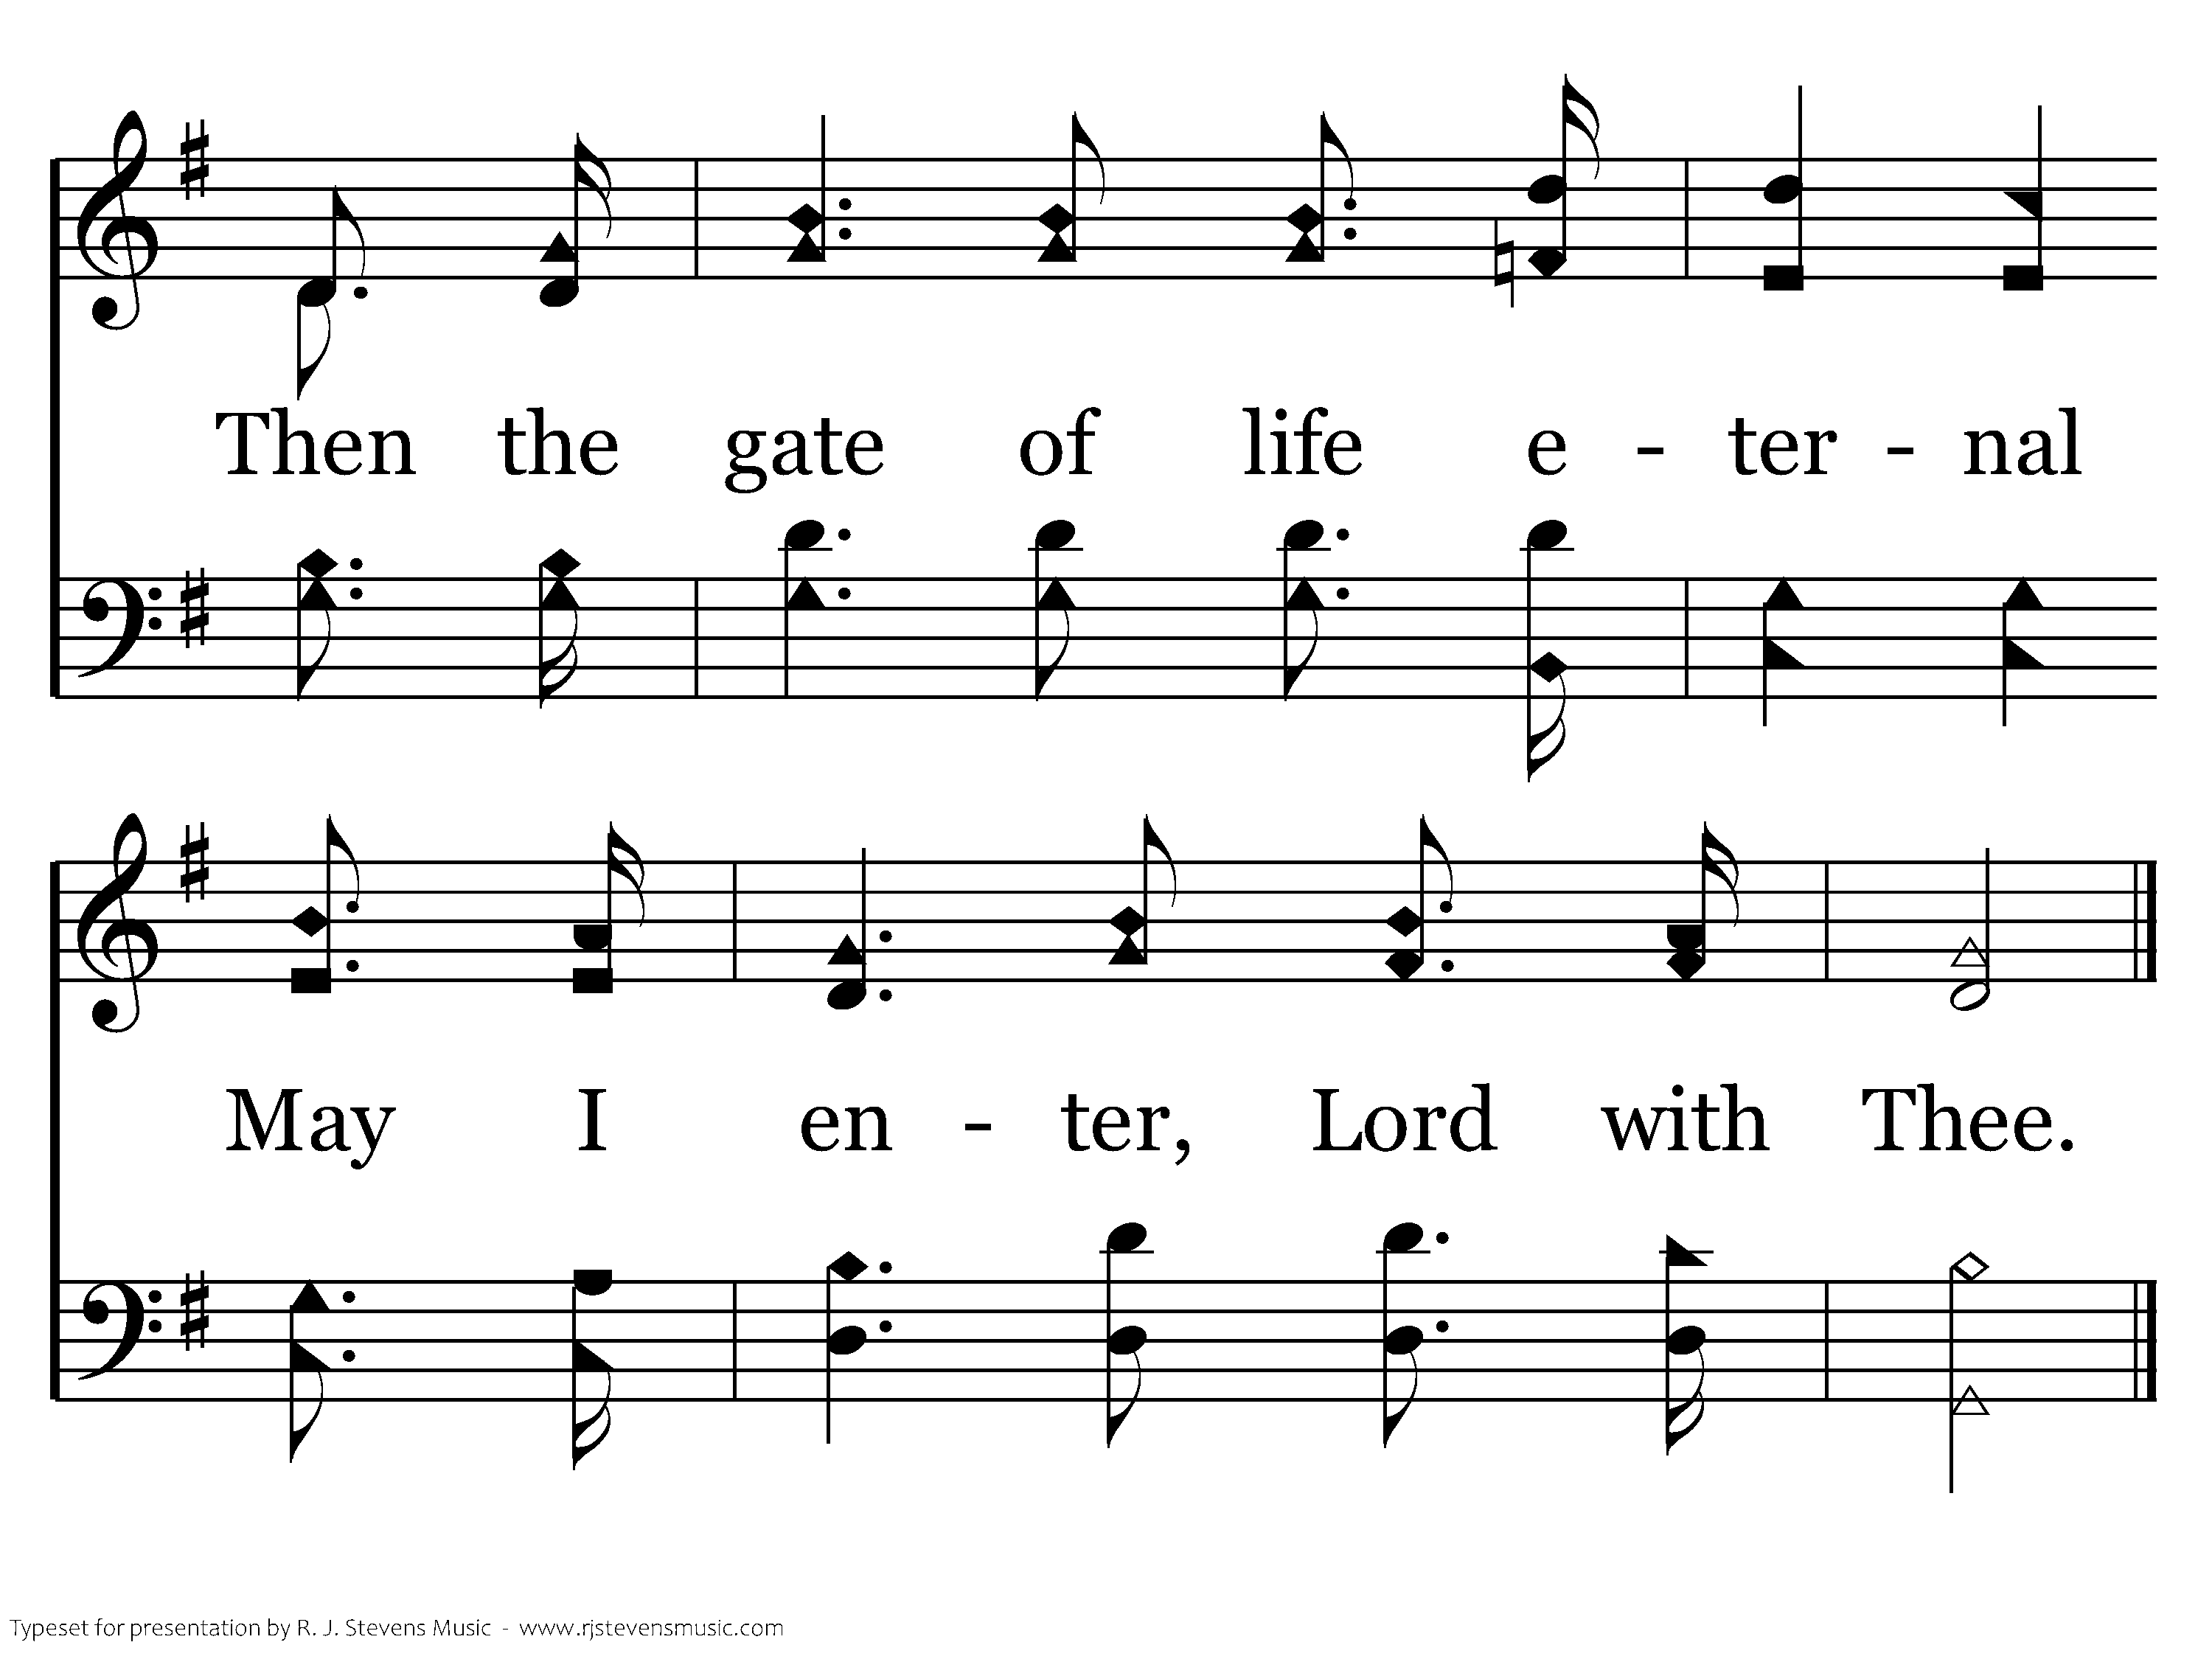 Then the gate of life e - ter - nal
May I en - ter, Lord with Thee.
Typeset for presentation by R. J. Stevens Music - www.rjstevensmusic.com